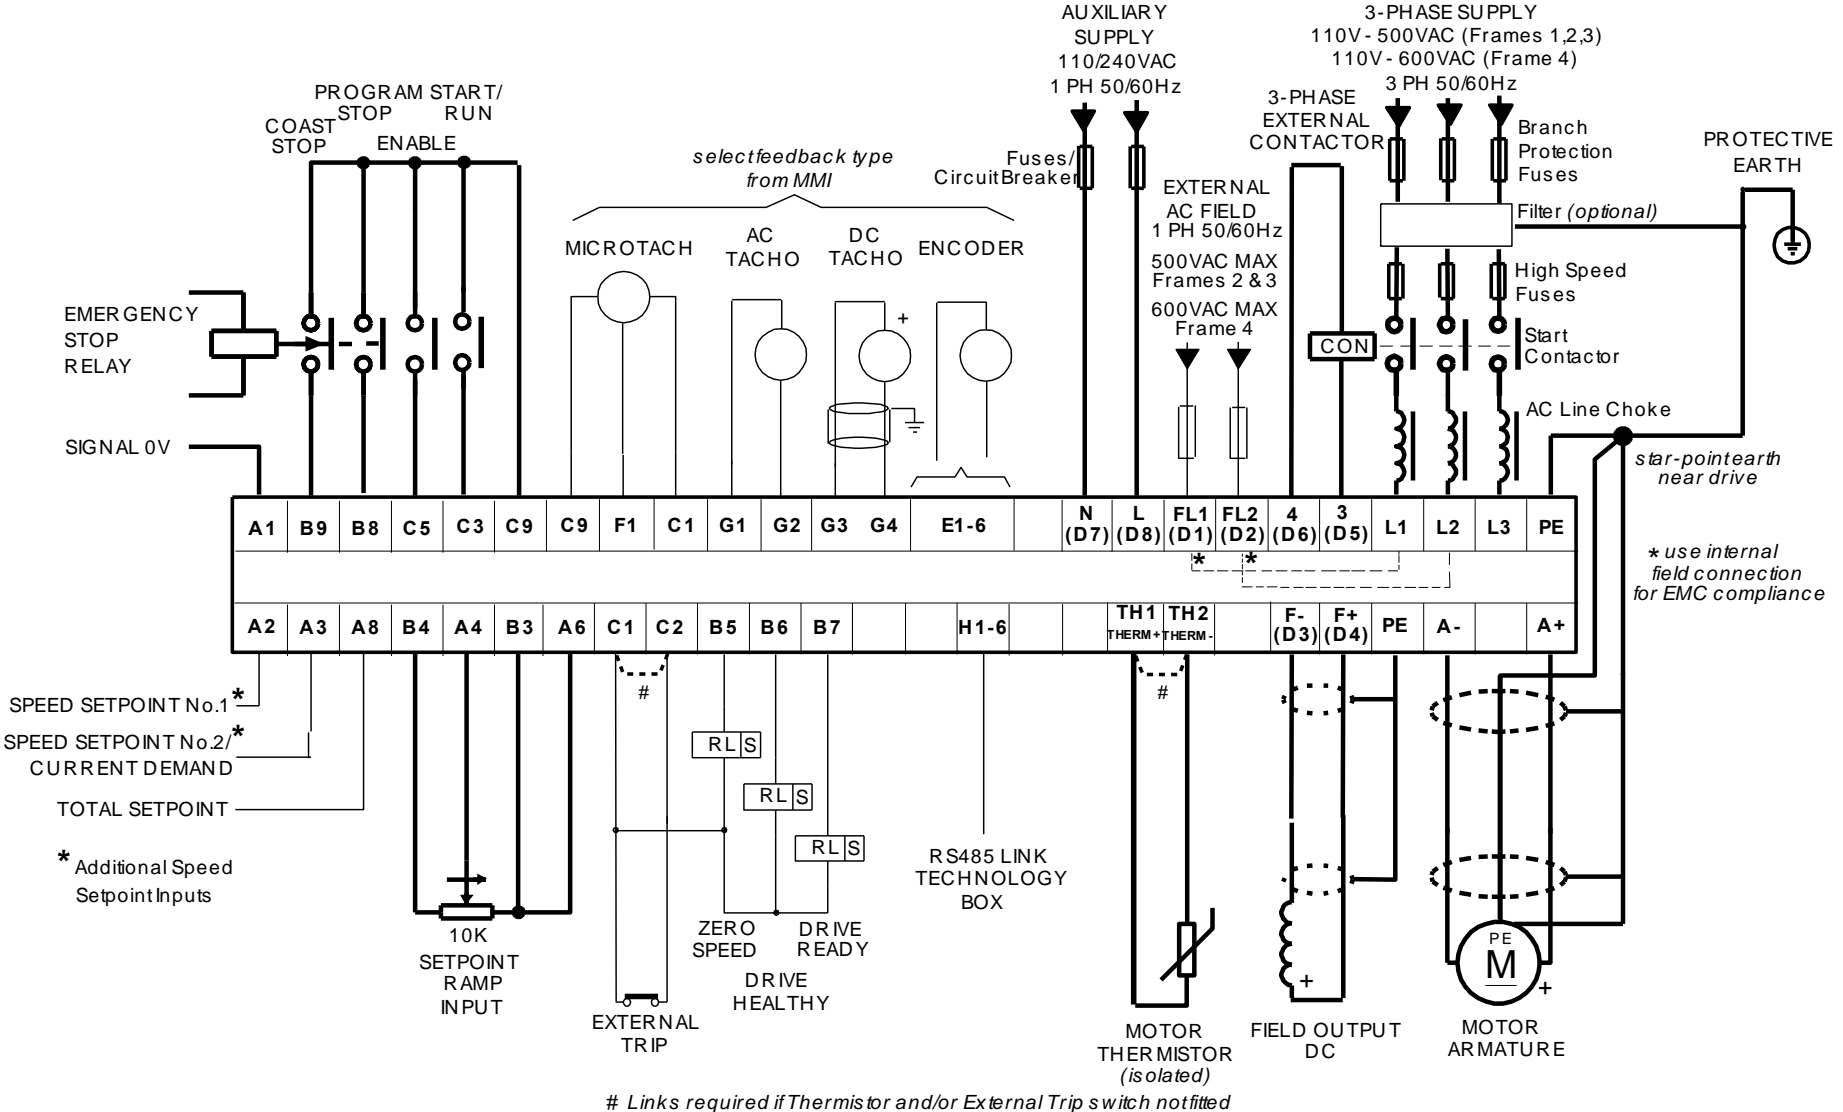 AUXILIARY
SUPPLY
110/240VAC
1 PH 50/60Hz
3-PHASE SUPPLY
110V - 500VAC (Frames 1,2,3)
110V - 600VAC (Frame 4)
3 PH 50/60Hz
3-PHASE
EXTERNAL
CONTACTOR
PROGRAM
STOP
START/
RUN
COAST
STOP
ENABLE
Branch
Protection
Fuses
PROTECTIVE
EARTH
select feedback type
from MMI
Fuses/
Circuit Breaker
EXTERNAL
AC FIELD
1 PH 50/60Hz
500VAC MAX
Frames 2 & 3
600VAC MAX
Frame 4
Filter (optional)
MICROTACH
AC
TACHO
DC
TACHO
ENCODER
High Speed
Fuses
EMERGENCY
STOP
RELAY
+
CON
Start
Contactor
AC Line Choke
SIGNAL 0V
star-point earth
near drive
A1 B9 B8 C5 C3 C9 C9 F1 C1 G1 G2 G3 G4 E1-6 N (D7) L (D8) FL1 (D1) FL2 (D2) 4 (D6) 3 (D5) L1 L2 L3 PE
* *
* use internal
field connection
for EMC compliance
A2 A3 A8 B4 A4 B3 A6 C1 C2 B5 B6 B7 H1-6 TH1 THERM+ TH2 THERM- F- (D3) F+ (D4) PE A- A+
# #
SPEED SETPOINT No.1 *
SPEED SETPOINT No.2/ *
CURRENT DEMAND
TOTAL SETPOINT
* Additional Speed
Setpoint Inputs
RL S
RL S
RL S
10K
SETPOINT
RAMP
INPUT
EXTERNAL
TRIP
ZERO
SPEED
DRIVE
HEALTHY
DRIVE
READY
RS485 LINK
TECHNOLOGY
BOX
MOTOR
THERMISTOR
(isolated)
+
FIELD OUTPUT
DC
PE
M
+
MOTOR
ARMATURE
# Links required if Thermistor and/or External Trip switch not fitted